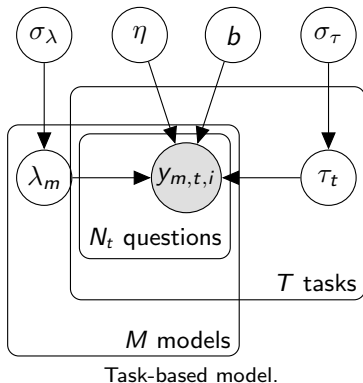 σ_λ η b σ_τ
λ_m y_{m,t,i} τ_t
N_t questions
T tasks
M models
Task-based model.